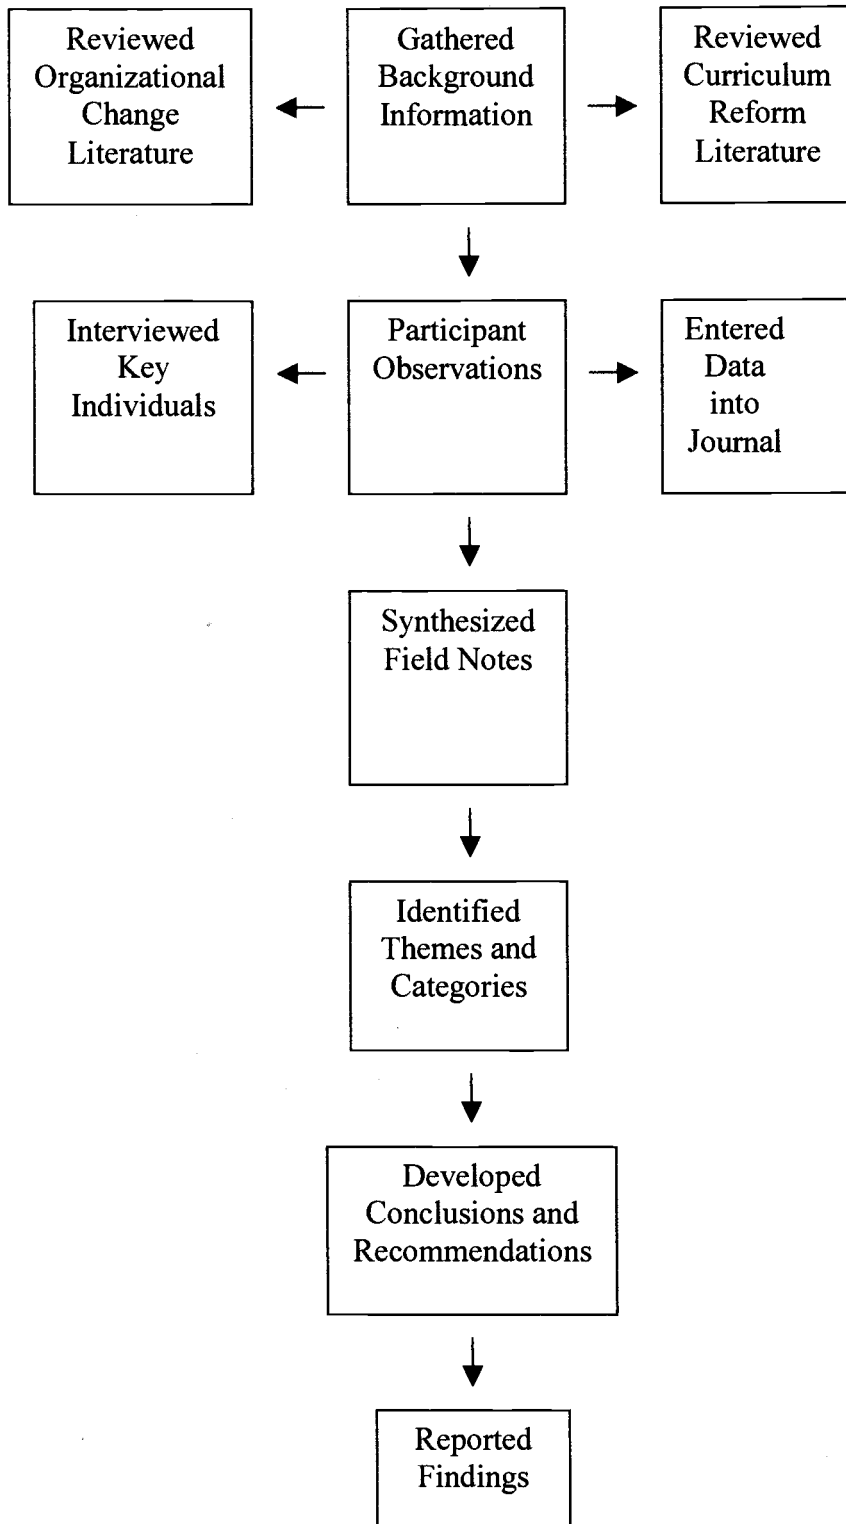 Reviewed
Organizational
Change
Literature
Gathered
Background
Information
Reviewed
Curriculum
Reform
Literature
Interviewed
Key
Individuals
Participant
Observations
Entered
Data
into
Journal
Synthesized
Field Notes
Identified
Themes and
Categories
Developed
Conclusions and
Recommendations
Reported
Findings